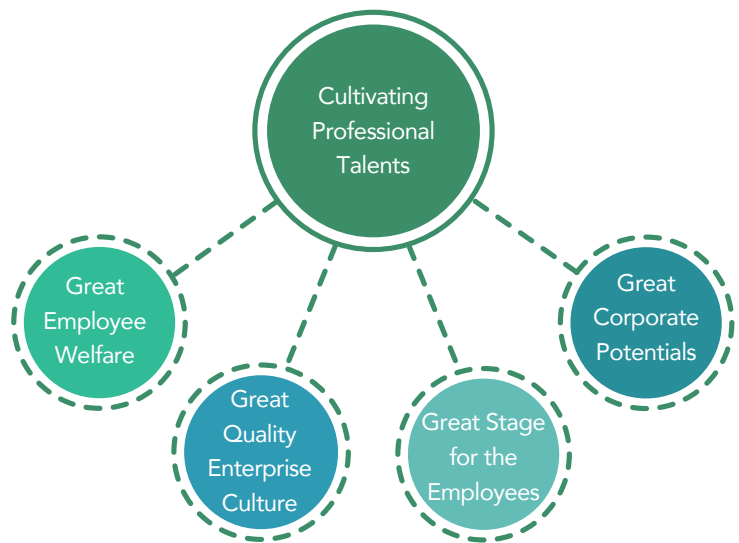 Cultivating
Professional
Talents
Great
Employee
Welfare
Great
Quality
Enterprise
Culture
Great Stage
for the
Employees
Great
Corporate
Potentials